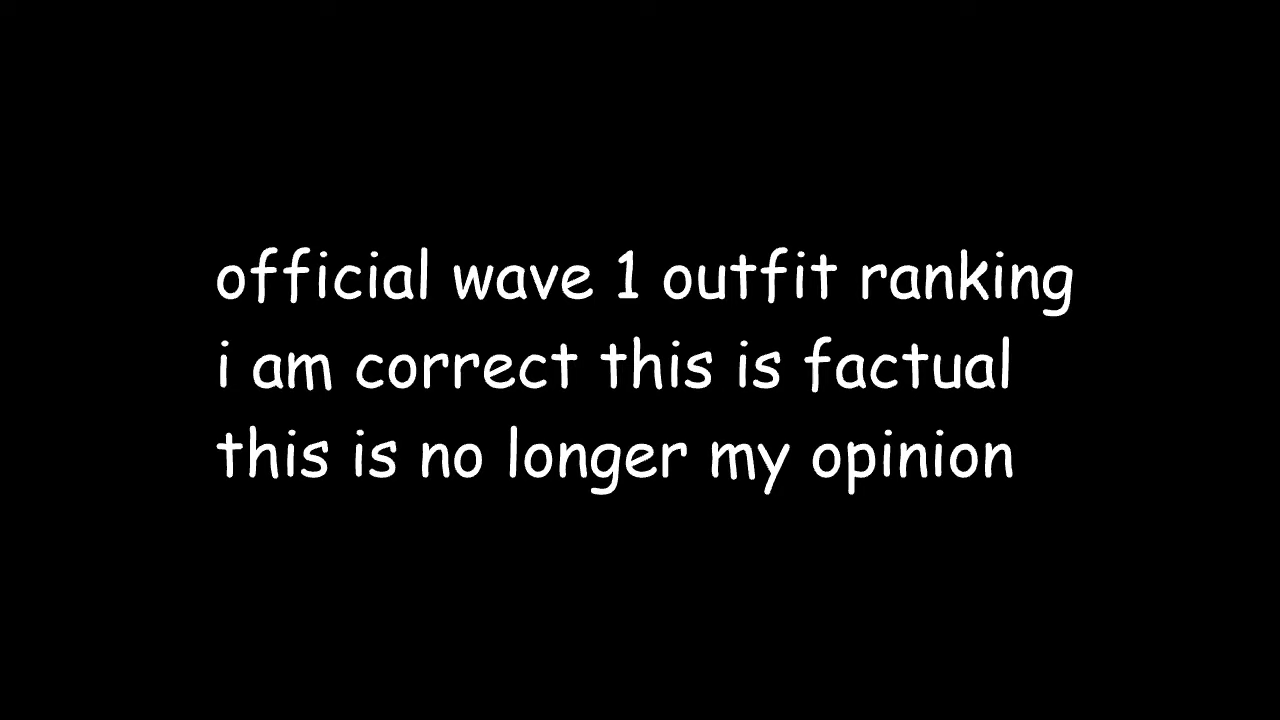 official wave 1 outfit ranking
i am correct this is factual
this is no longer my opinion